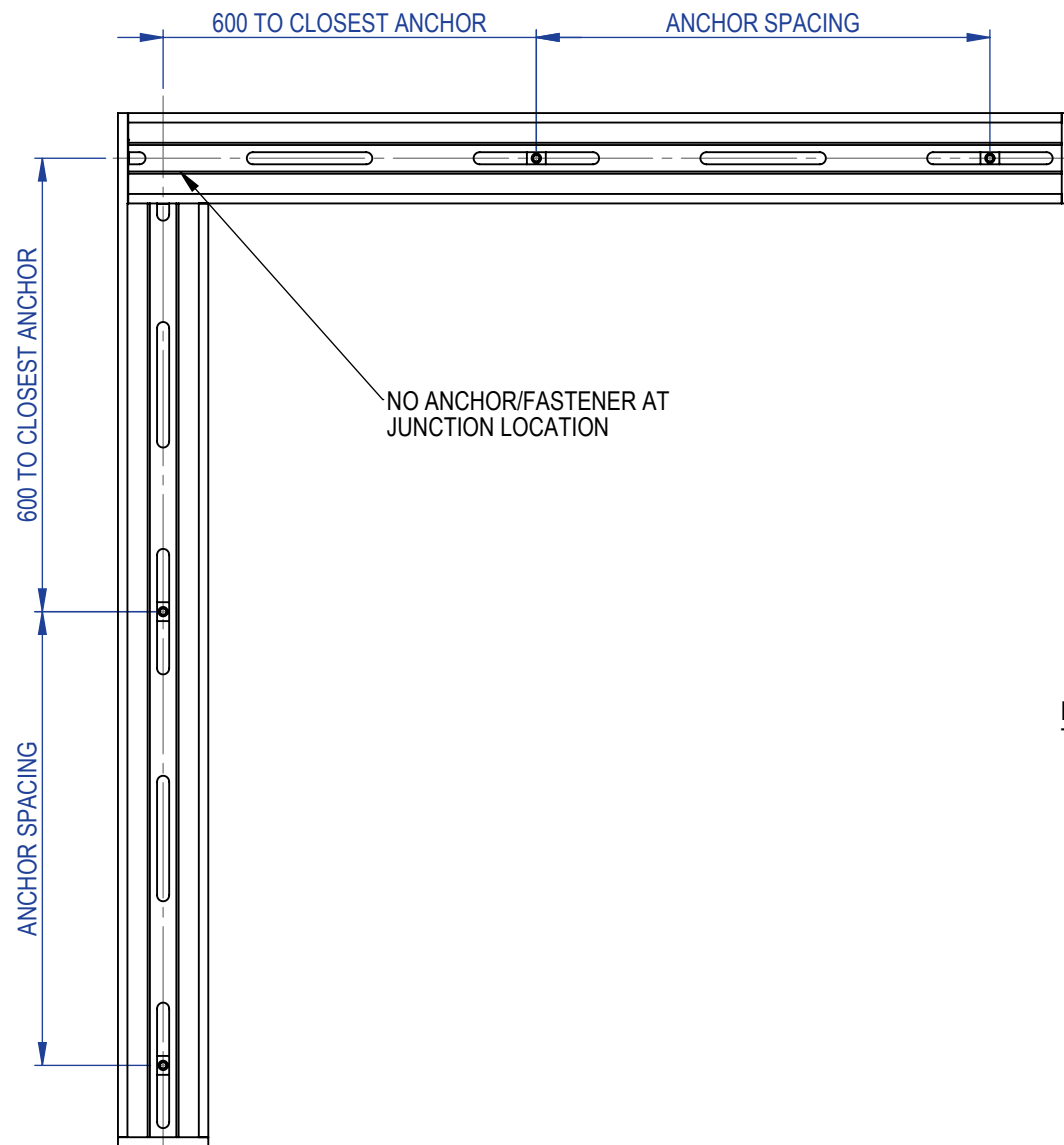 600 TO CLOSEST ANCHOR
ANCHOR SPACING
600 TO CLOSEST ANCHOR
NO ANCHOR/FASTENER AT
JUNCTION LOCATION
ANCHOR SPACING